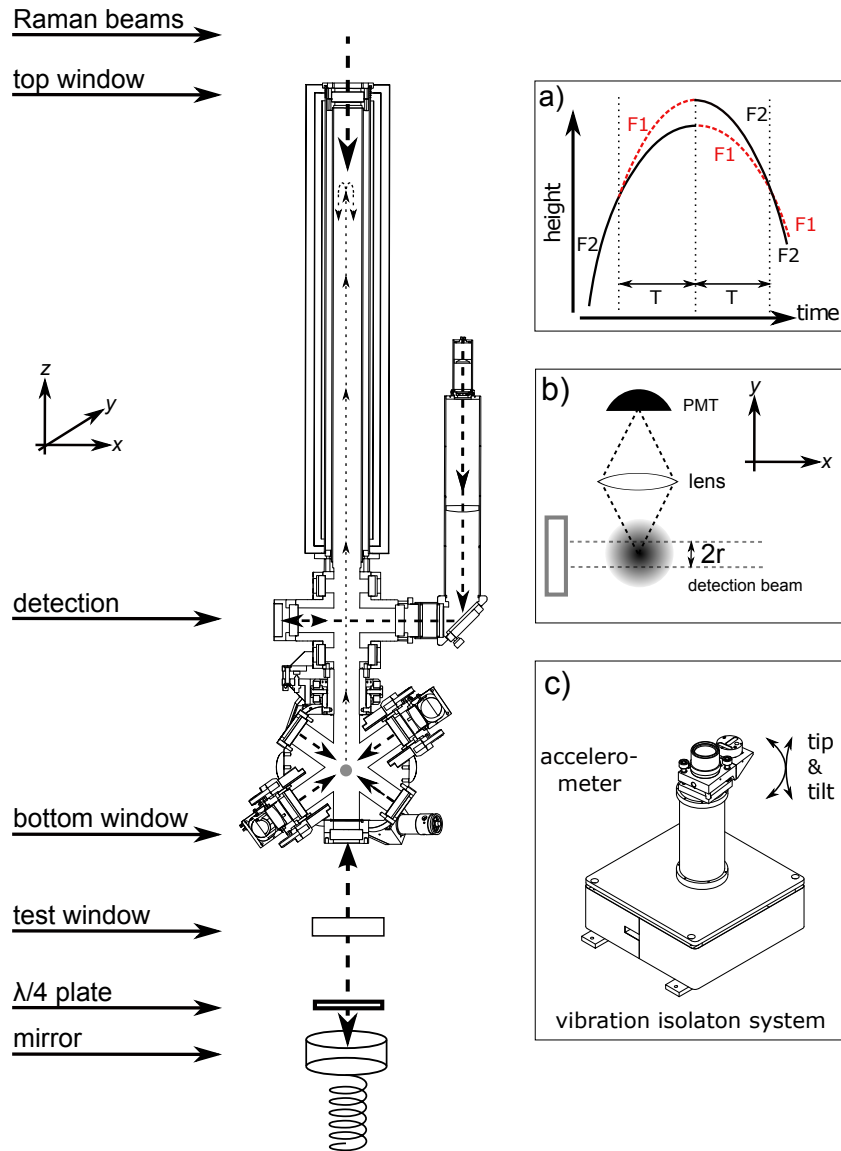 Raman beams
top window
z
y
x
detection
bottom window
test window
λ/4 plate
mirror
a)
height
F2
F1
F2
F1
F1
F2
T
T
time
b)
PMT
y
x
lens
2r
detection beam
c)
accelero-
meter
tip
&
tilt
vibration isolaton system